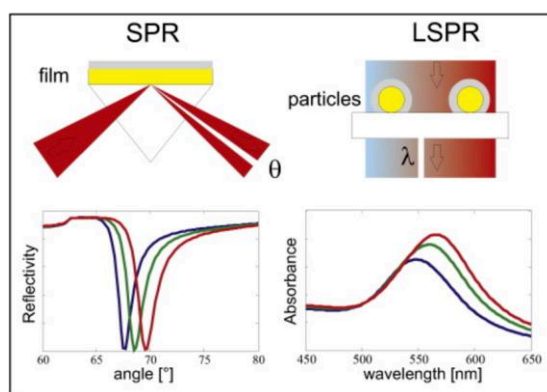 SPR
film
θ
Reflectivity
60 65 70 75 80
angle [°]
LSPR
particles
λ
Absorbance
450 500 550 600 650
wavelength [nm]